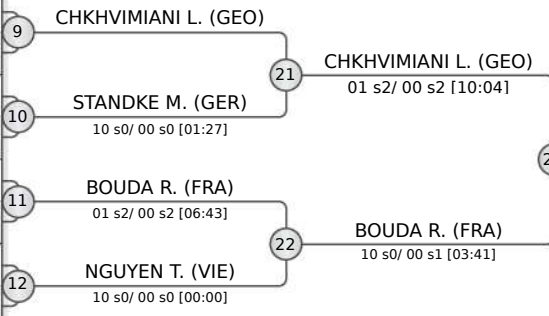 9
CHKHVIMIANI L. (GEO)
21
CHKHVIMIANI L. (GEO)
01 s2/ 00 s2 [10:04]
10
STANDKE M. (GER)
10 s0/ 00 s0 [01:27]
11
BOUDA R. (FRA)
01 s2/ 00 s2 [06:43]
22
BOUDA R. (FRA)
10 s0/ 00 s1 [03:41]
12
NGUYEN T. (VIE)
10 s0/ 00 s0 [00:00]